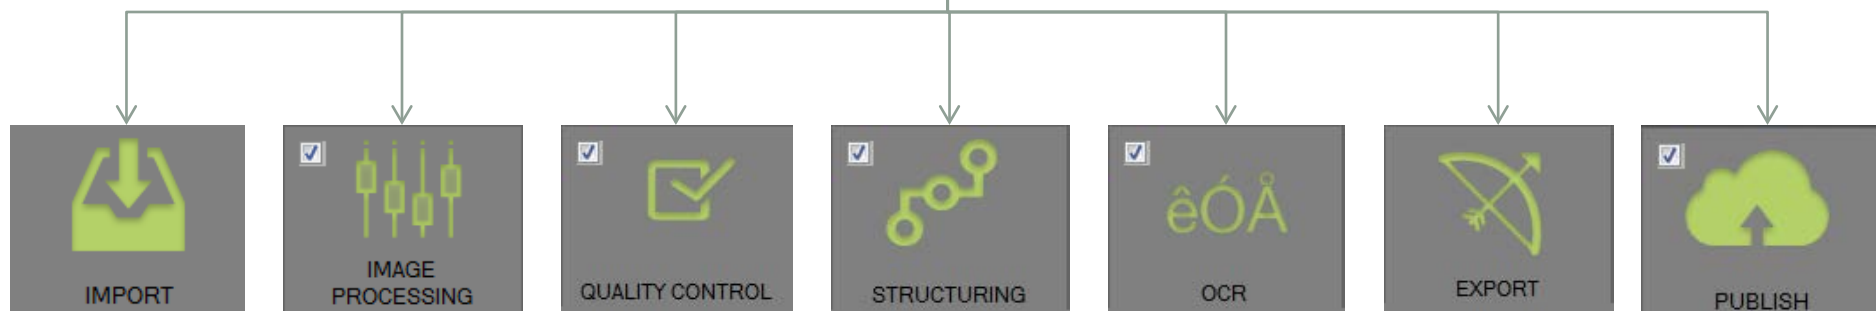 IMPORT
IMAGE
PROCESSING
QUALITY CONTROL
STRUCTURING
êÓÅ
OCR
EXPORT
PUBLISH